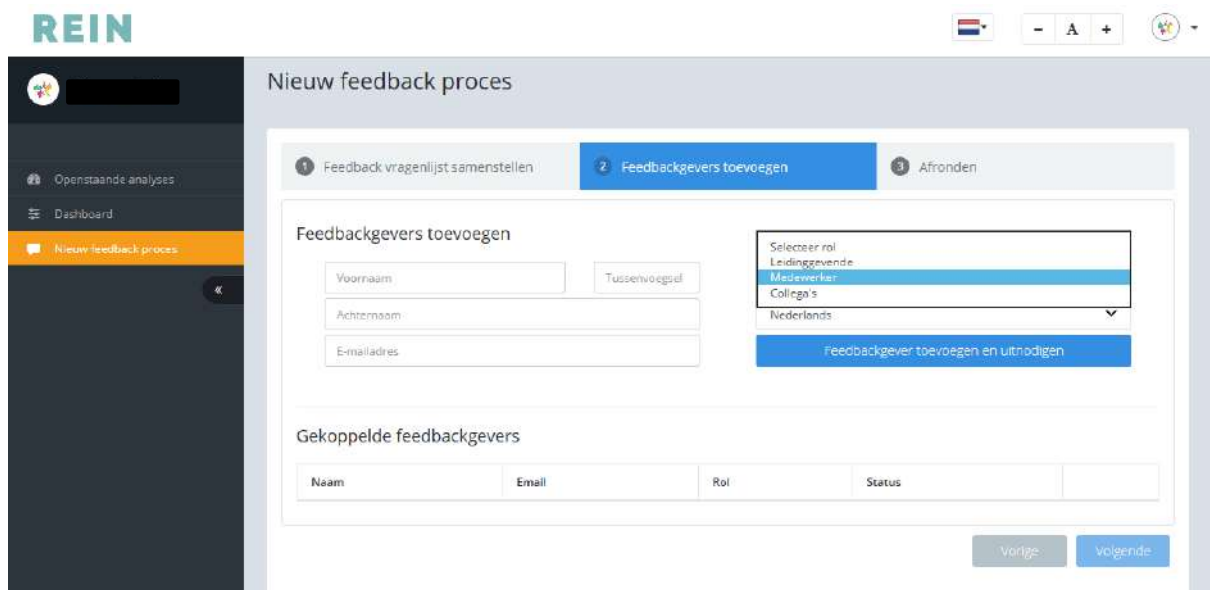 REIN
- A +
Nieuw feedback proces
1 Feedback vragenlijst samenstellen
2 Feedbackgevers toevoegen
3 Afronden
Openstaande analyses
Dashboard
Nieuw feedback proces
«
Feedbackgevers toevoegen
Voornaam
Tussenvoegsel
Achternaam
E-mailadres
Selecteer rol
Leidinggevende
Medewerker
Collega's
Nederlands
Feedbackgever toevoegen en uitnodigen
Gekoppelde feedbackgevers
Naam Email Rol Status
Vorige
Volgende